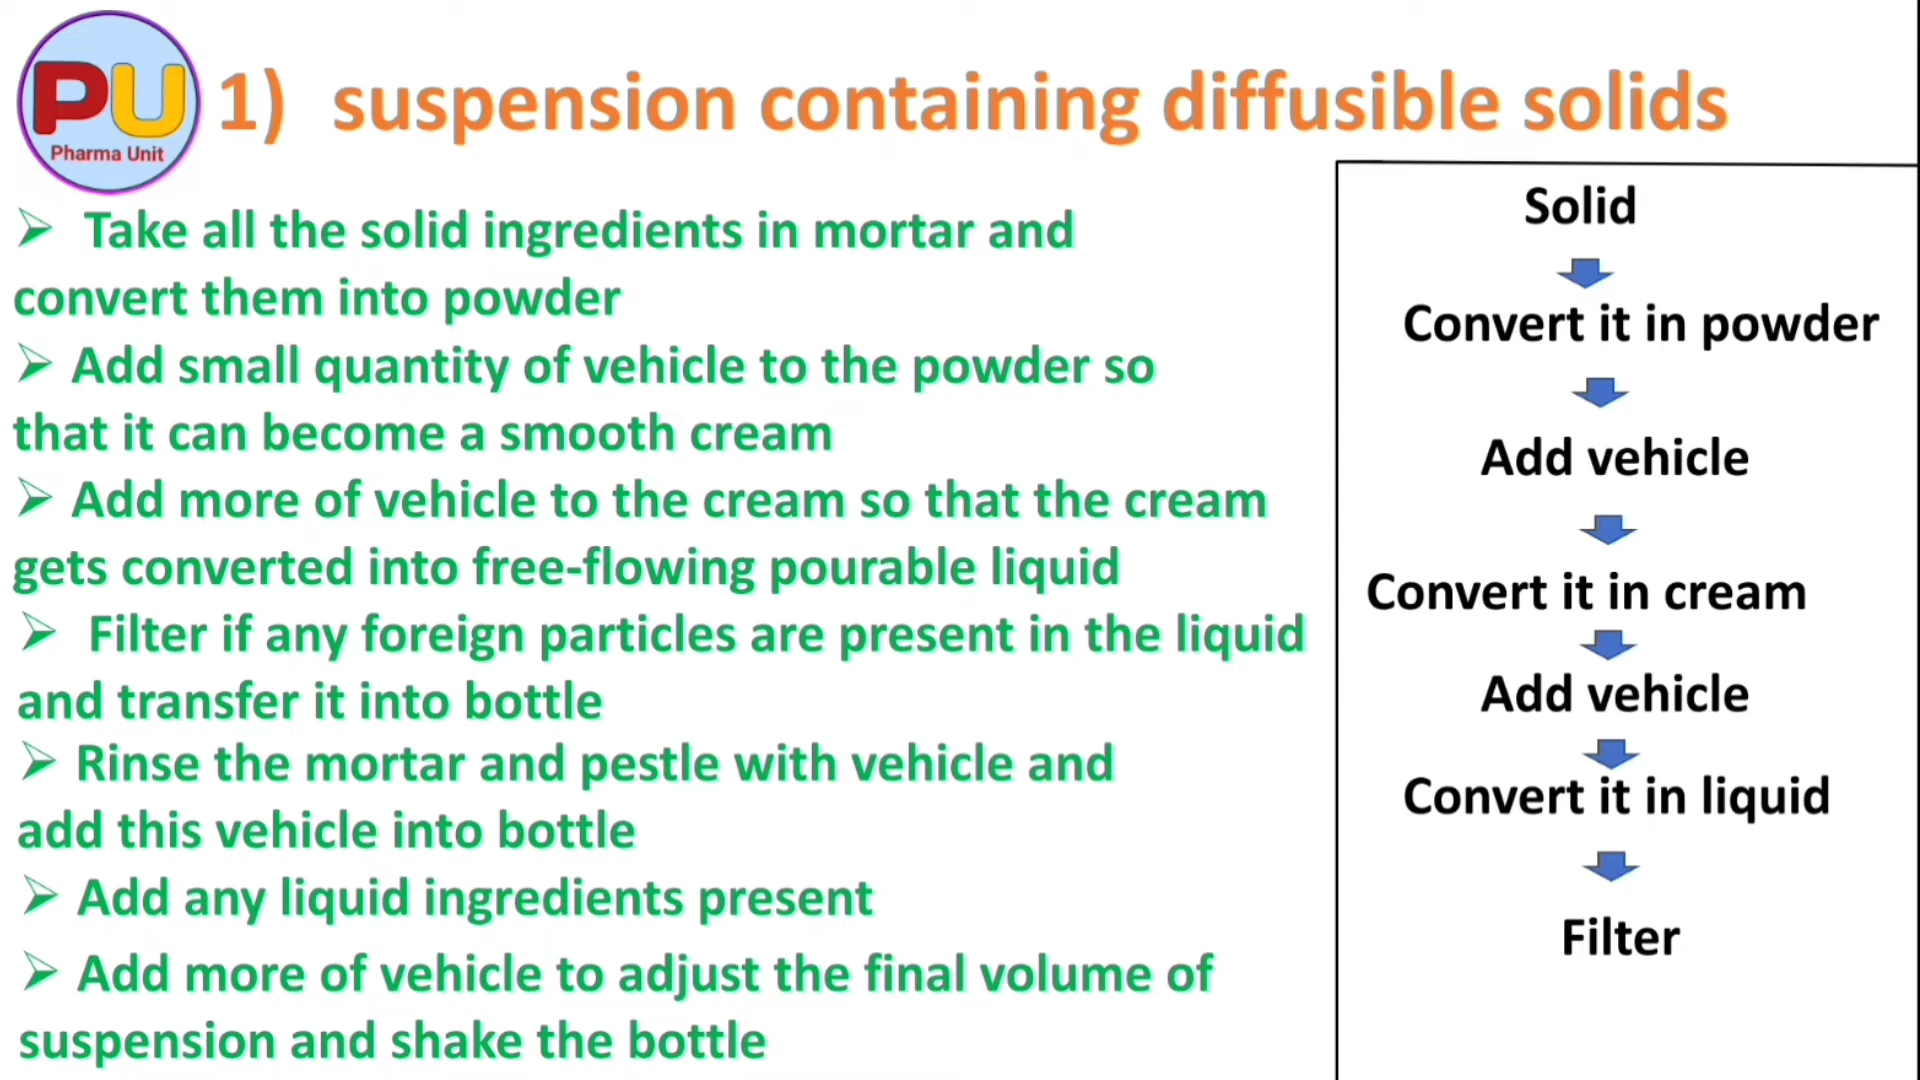 PU
Pharma Unit
1) suspension containing diffusible solids
➢ Take all the solid ingredients in mortar and
convert them into powder
➢ Add small quantity of vehicle to the powder so
that it can become a smooth cream
➢ Add more of vehicle to the cream so that the cream
gets converted into free-flowing pourable liquid
➢ Filter if any foreign particles are present in the liquid
and transfer it into bottle
➢ Rinse the mortar and pestle with vehicle and
add this vehicle into bottle
➢ Add any liquid ingredients present
➢ Add more of vehicle to adjust the final volume of
suspension and shake the bottle
Solid
Convert it in powder
Add vehicle
Convert it in cream
Add vehicle
Convert it in liquid
Filter